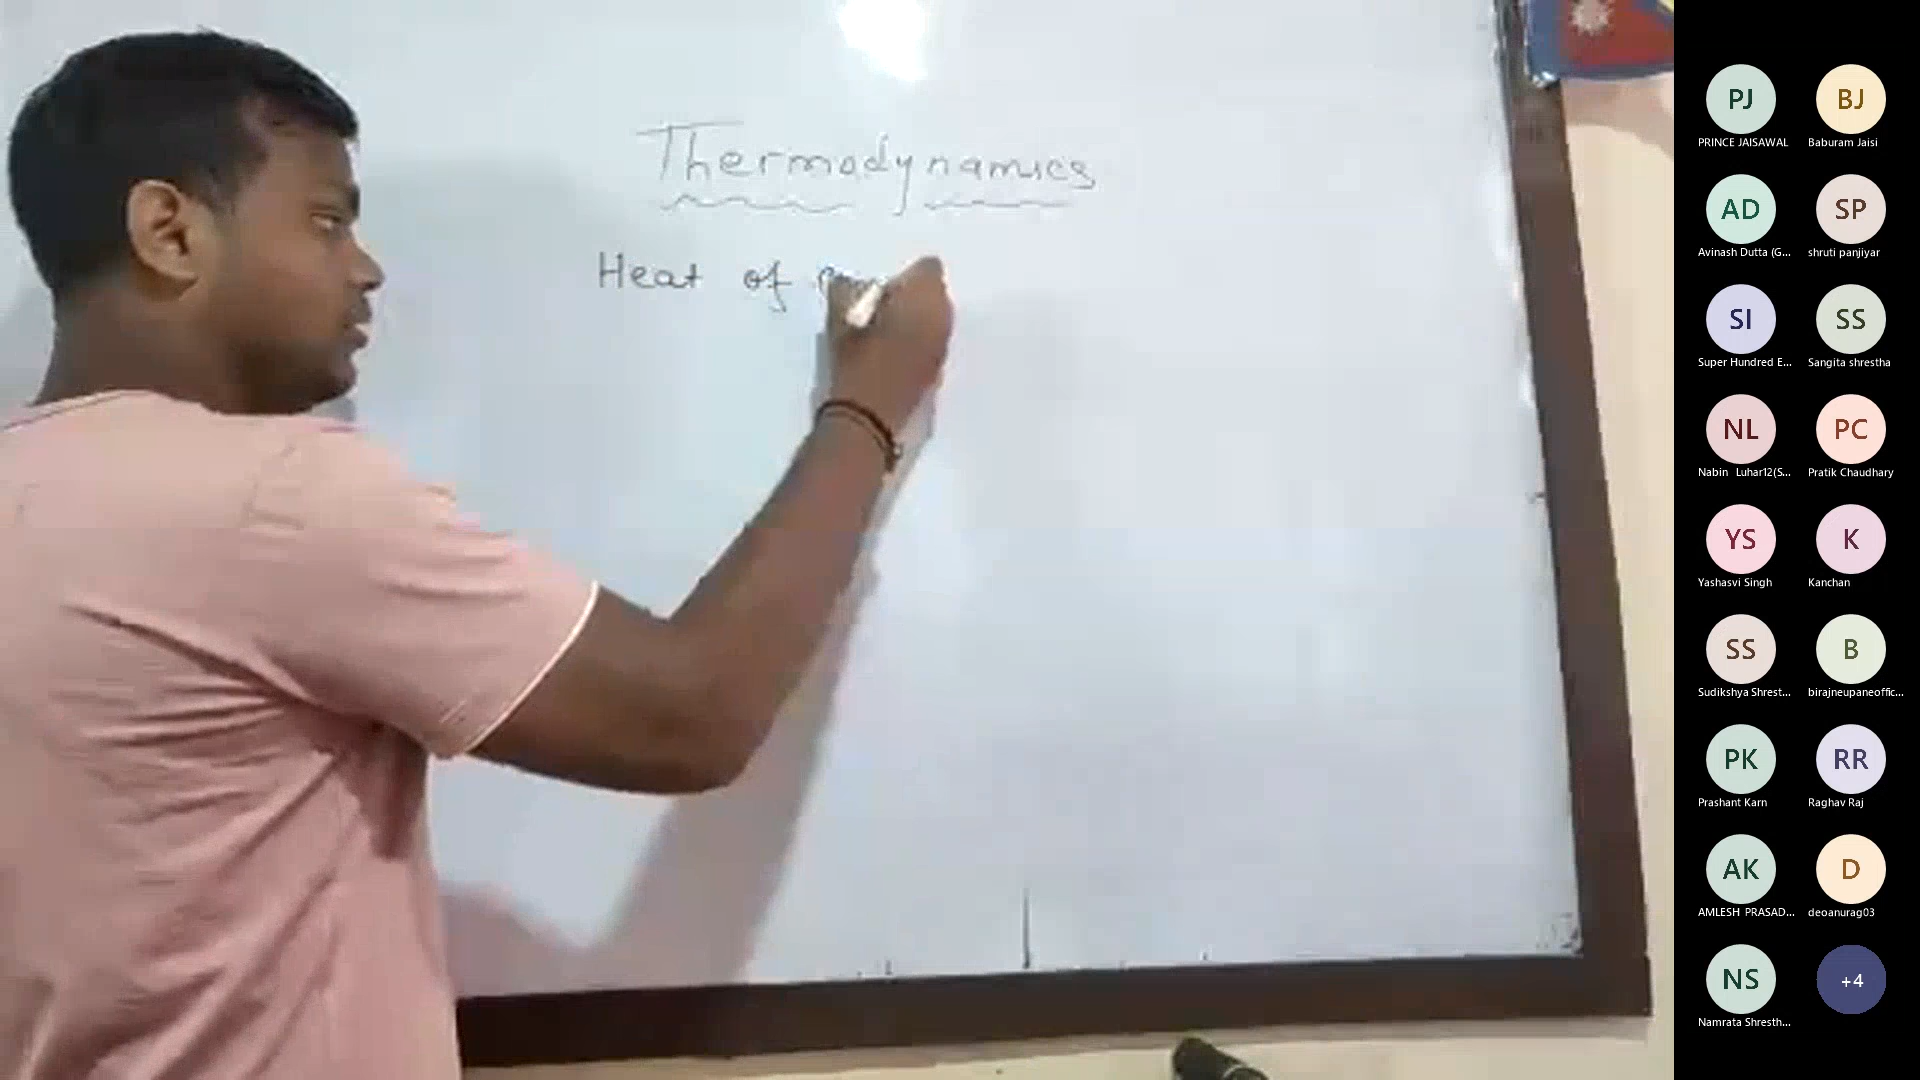 Thermodynamics
Heat of
PJ
PRINCE JAISAWAL
BJ
Baburam Jaisi
AD
Avinash Dutta (G...
SP
shruti panjiyar
SI
Super Hundred E...
SS
Sangita shrestha
NL
Nabin Luhar12(S...
PC
Pratik Chaudhary
YS
Yashasvi Singh
K
Kanchan
SS
Sudikshya Shrest...
B
birajneupaneoffic...
PK
Prashant Karn
RR
Raghav Raj
AK
AMLESH PRASAD...
D
deoanurag03
NS
Namrata Shresth...
+4